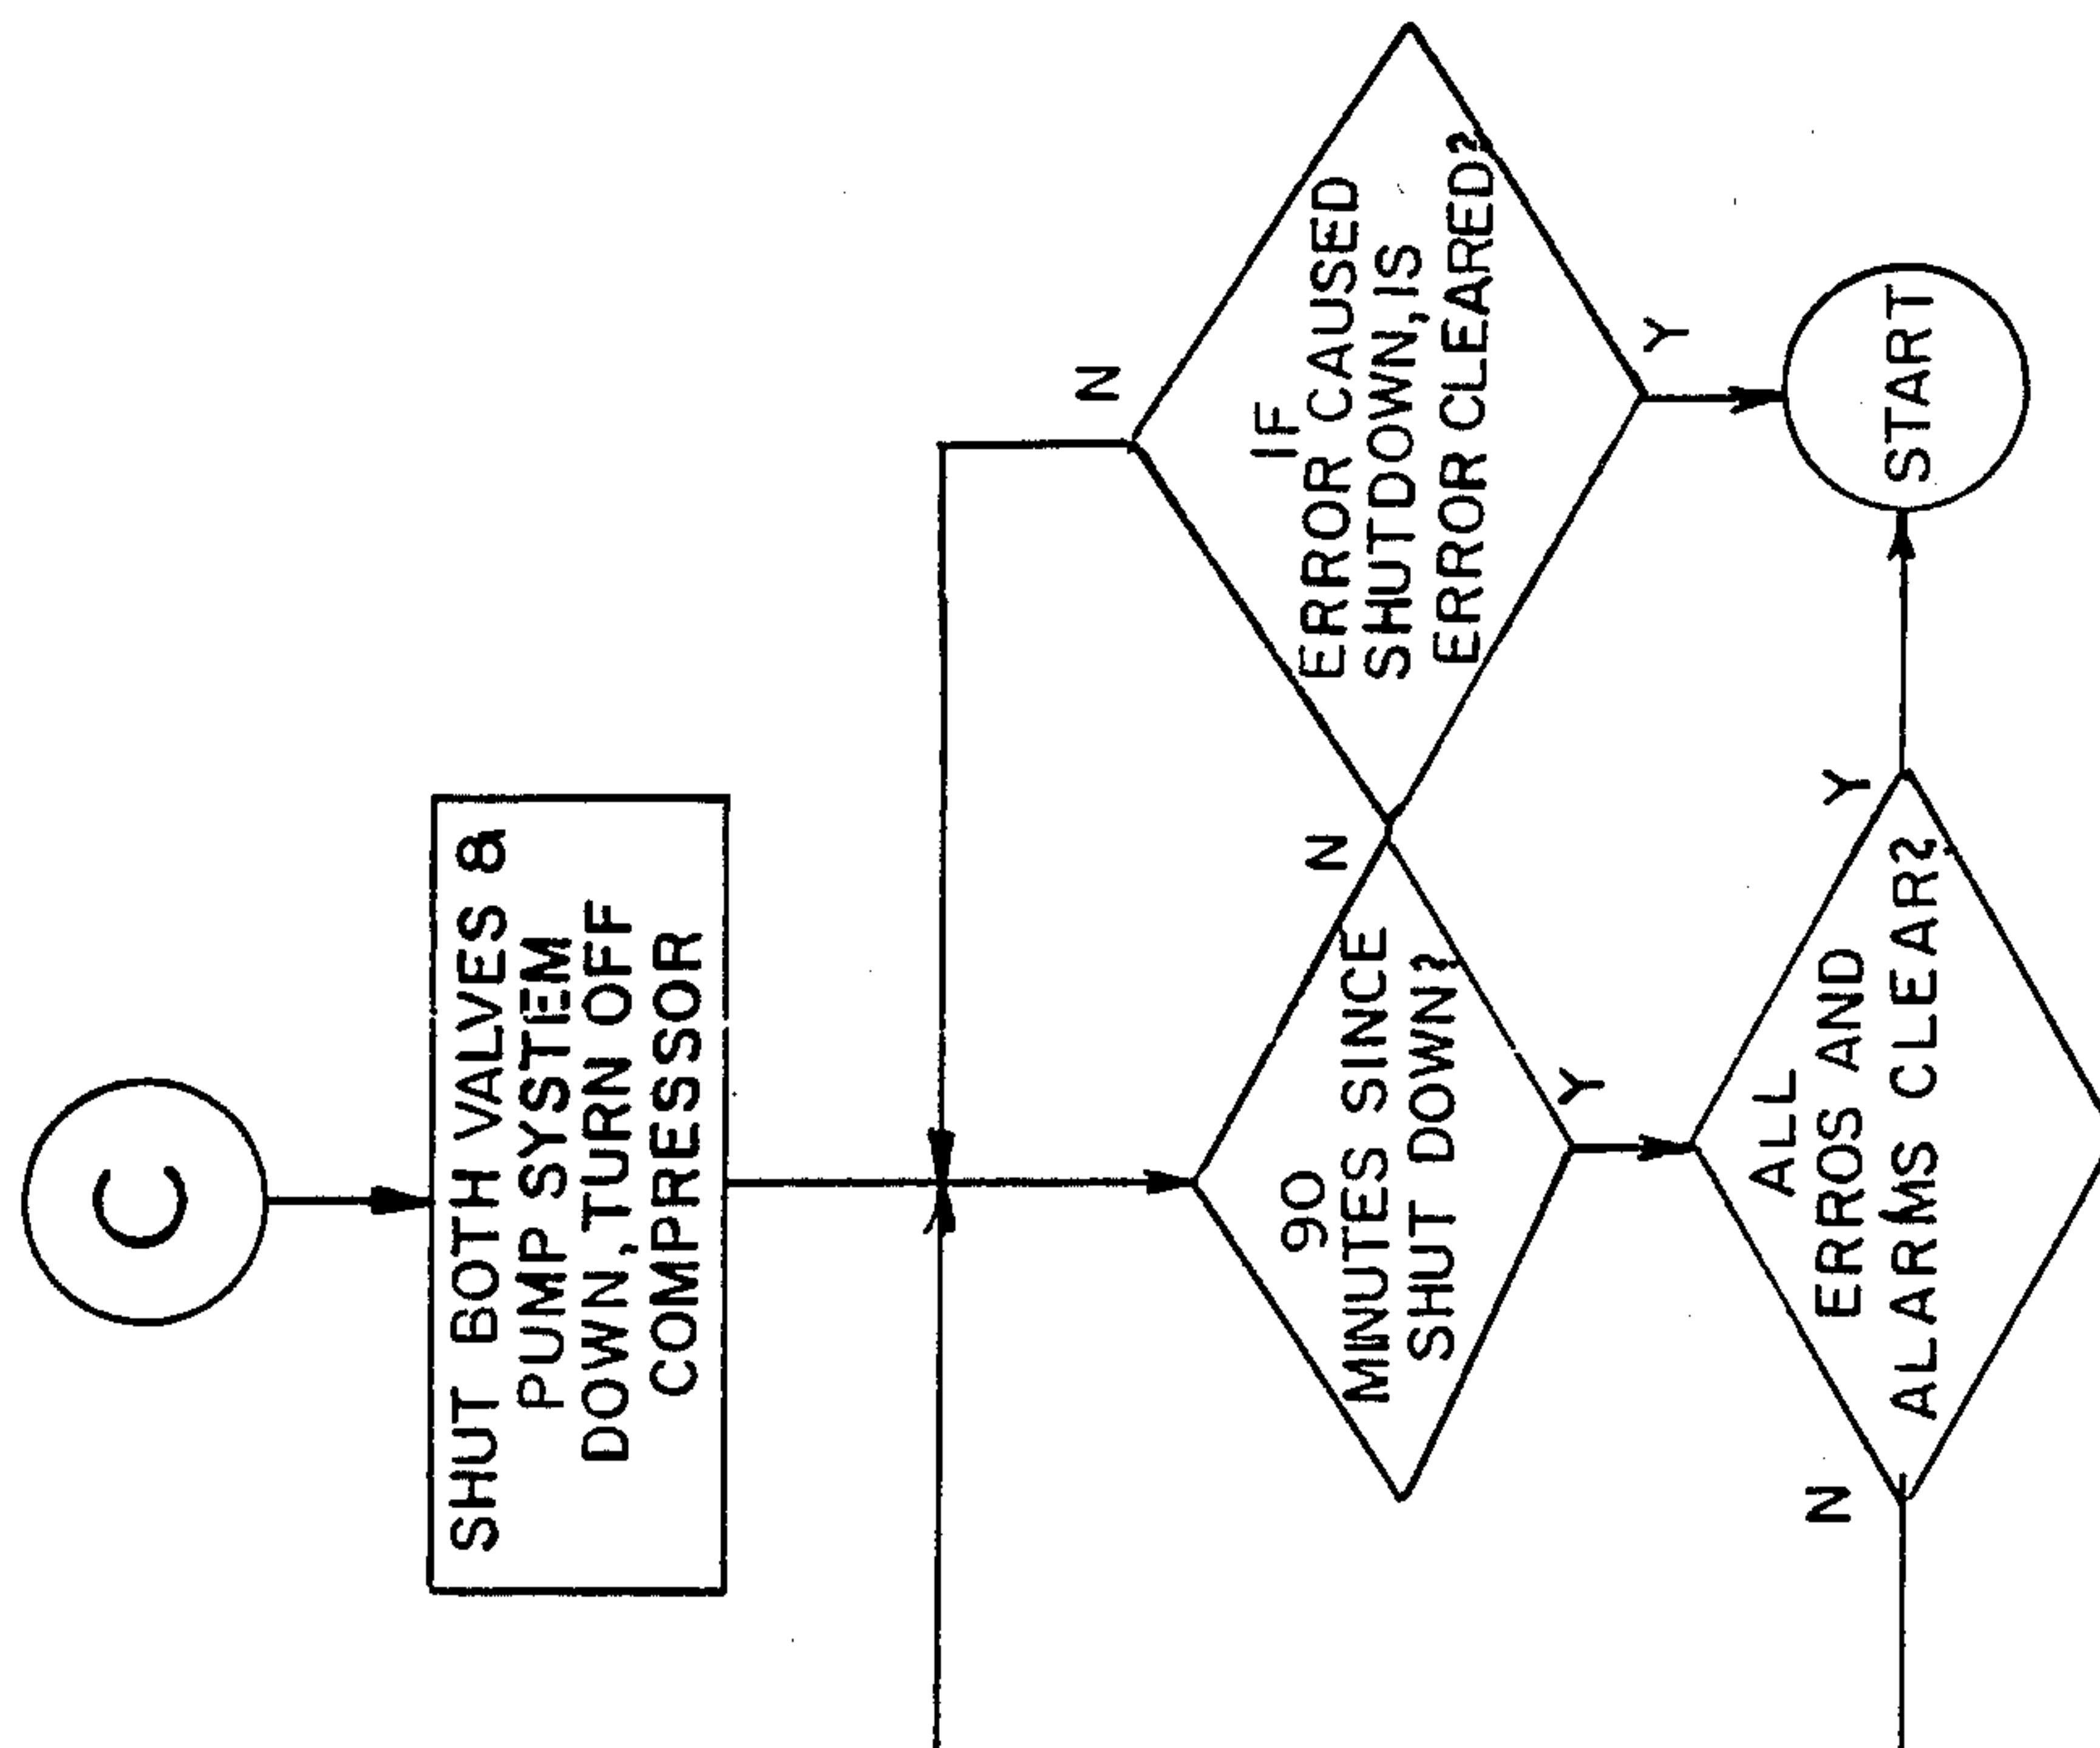 C
SHUT BOTH VALVES &
PUMP SYSTEM
DOWN, TURN OFF
COMPRESSOR
90
MINUTES SINCE
SHUT DOWN?
N
Y
IF
ERROR CAUSED
SHUTDOWN, IS
ERROR CLEARED?
N
Y
ALL
ERROS AND
ALARMS CLEAR?
N
Y
START